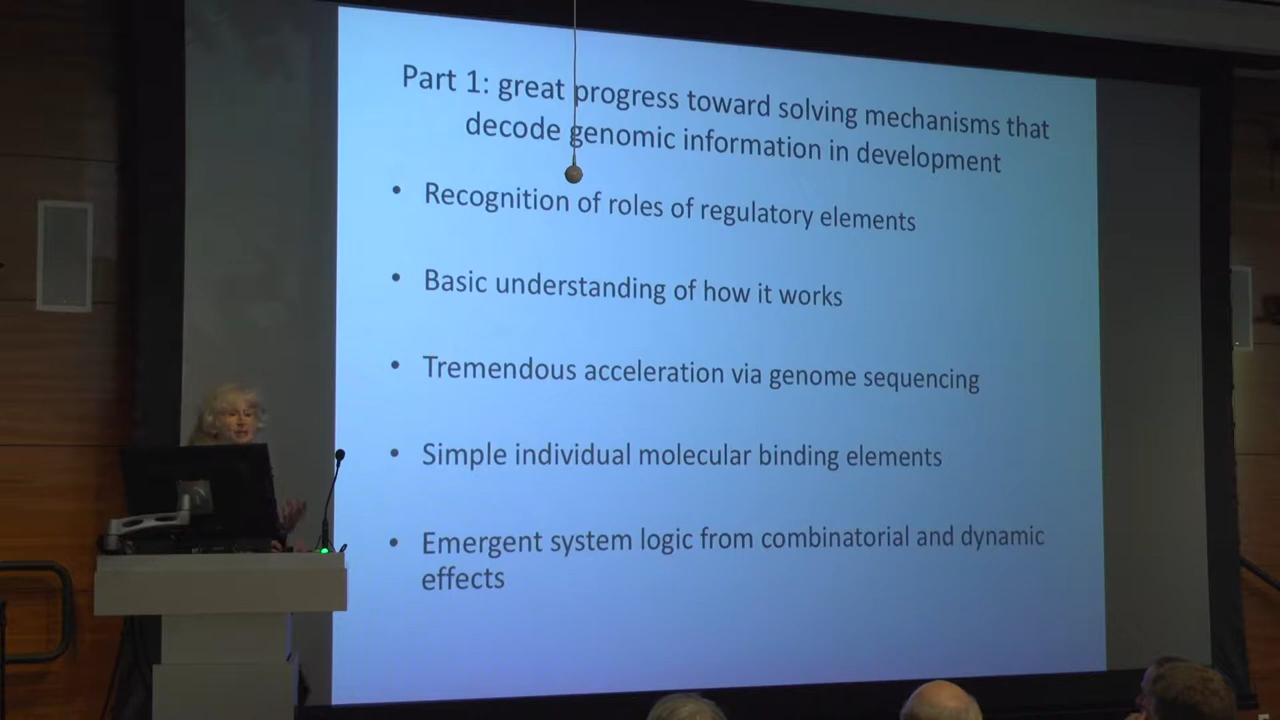 Part 1: great progress toward solving mechanisms that
decode genomic information in development
• Recognition of roles of regulatory elements
• Basic understanding of how it works
• Tremendous acceleration via genome sequencing
• Simple individual molecular binding elements
• Emergent system logic from combinatorial and dynamic
effects